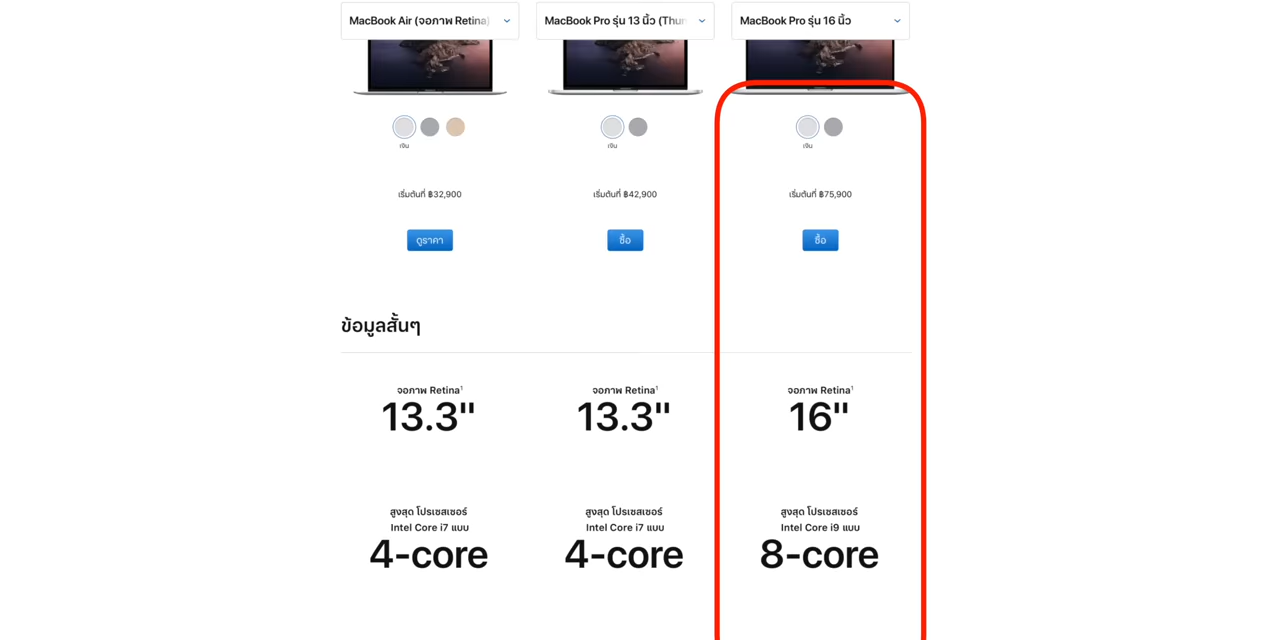 MacBook Air (จอภาพ Retina)
MacBook Pro รุ่น 13 นิ้ว (Thun
MacBook Pro รุ่น 16 นิ้ว
เงิน
เงิน
เงิน
เริ่มต้นที่ ฿32,900
เริ่มต้นที่ ฿42,900
เริ่มต้นที่ ฿75,900
ดูราคา
ซื้อ
ซื้อ
ข้อมูลสั้นๆ
จอภาพ Retina¹
13.3"
จอภาพ Retina¹
13.3"
จอภาพ Retina¹
16"
สูงสุด โปรเซสเซอร์
Intel Core i7 แบบ
4-core
สูงสุด โปรเซสเซอร์
Intel Core i7 แบบ
4-core
สูงสุด โปรเซสเซอร์
Intel Core i9 แบบ
8-core